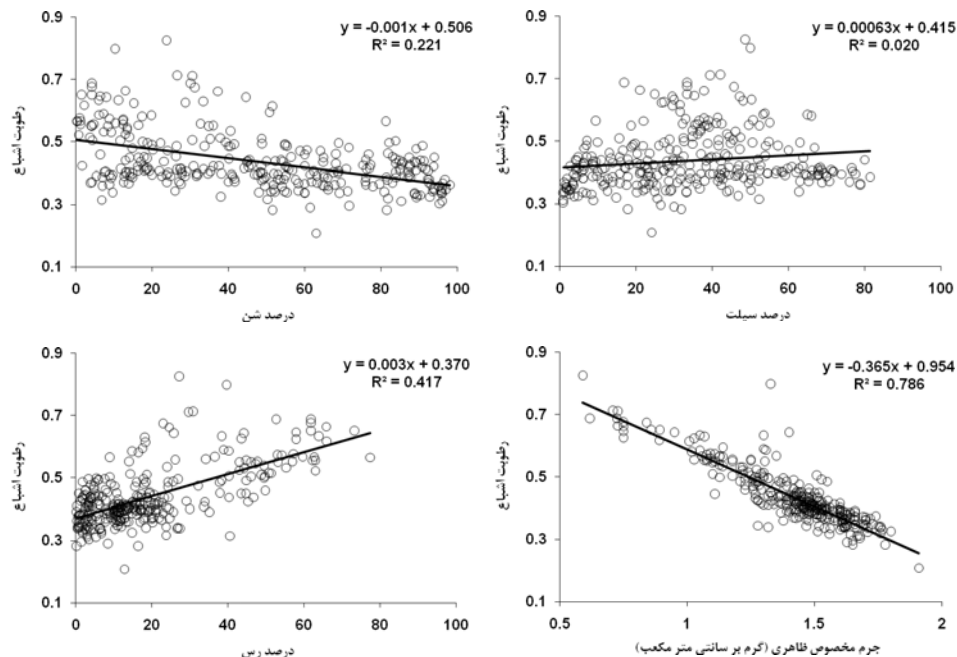 y = -0.001x + 0.506
R² = 0.221
رطوبت اشباع
0.9
0.7
0.5
0.3
0.1
0 20 40 60 80 100
درصد شن
y = 0.00063x + 0.415
R² = 0.020
رطوبت اشباع
0.9
0.7
0.5
0.3
0.1
0 20 40 60 80 100
درصد سیلت
y = 0.003x + 0.370
R² = 0.417
رطوبت اشباع
0.9
0.7
0.5
0.3
0.1
0 20 40 60 80 100
درصد رس
y = -0.365x + 0.954
R² = 0.786
رطوبت اشباع
0.9
0.7
0.5
0.3
0.1
0.5 1 1.5 2
جرم مخصوص ظاهری (گرم بر سانتی متر مکعب)